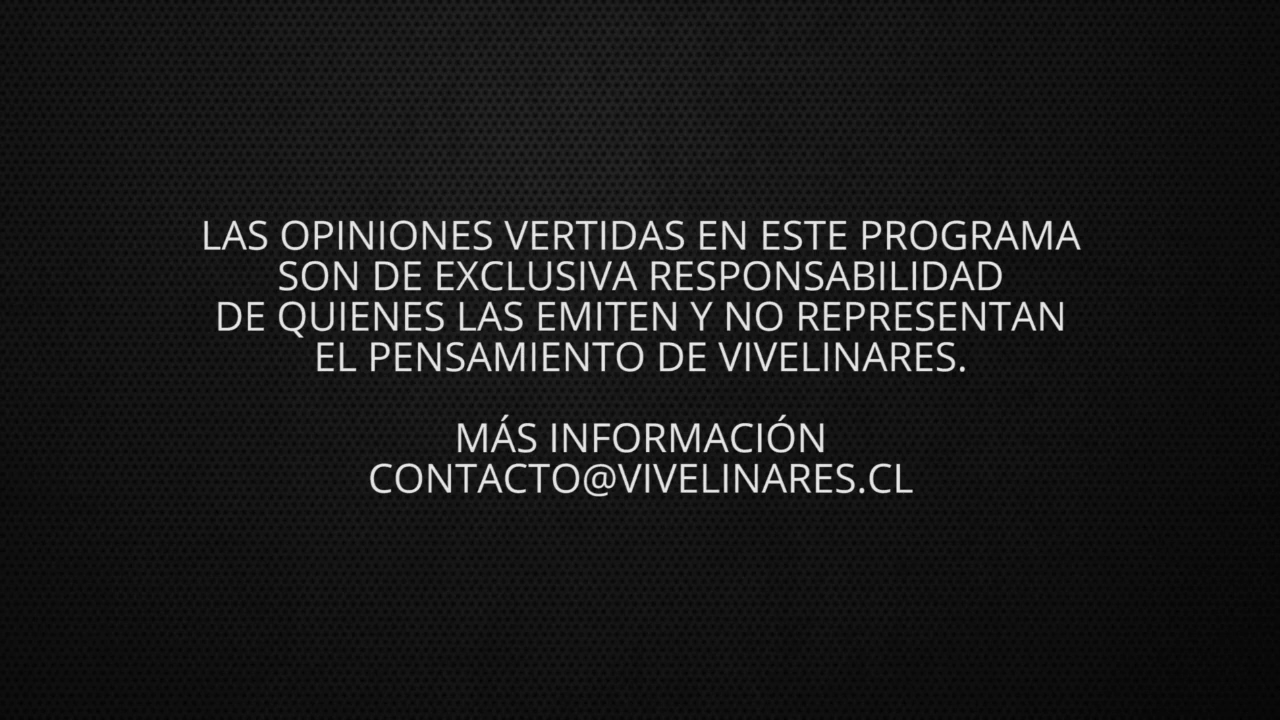 LAS OPINIONES VERTIDAS EN ESTE PROGRAMA
SON DE EXCLUSIVA RESPONSABILIDAD
DE QUIENES LAS EMITEN Y NO REPRESENTAN
EL PENSAMIENTO DE VIVELINARES.
MÁS INFORMACIÓN
CONTACTO@VIVELINARES.CL